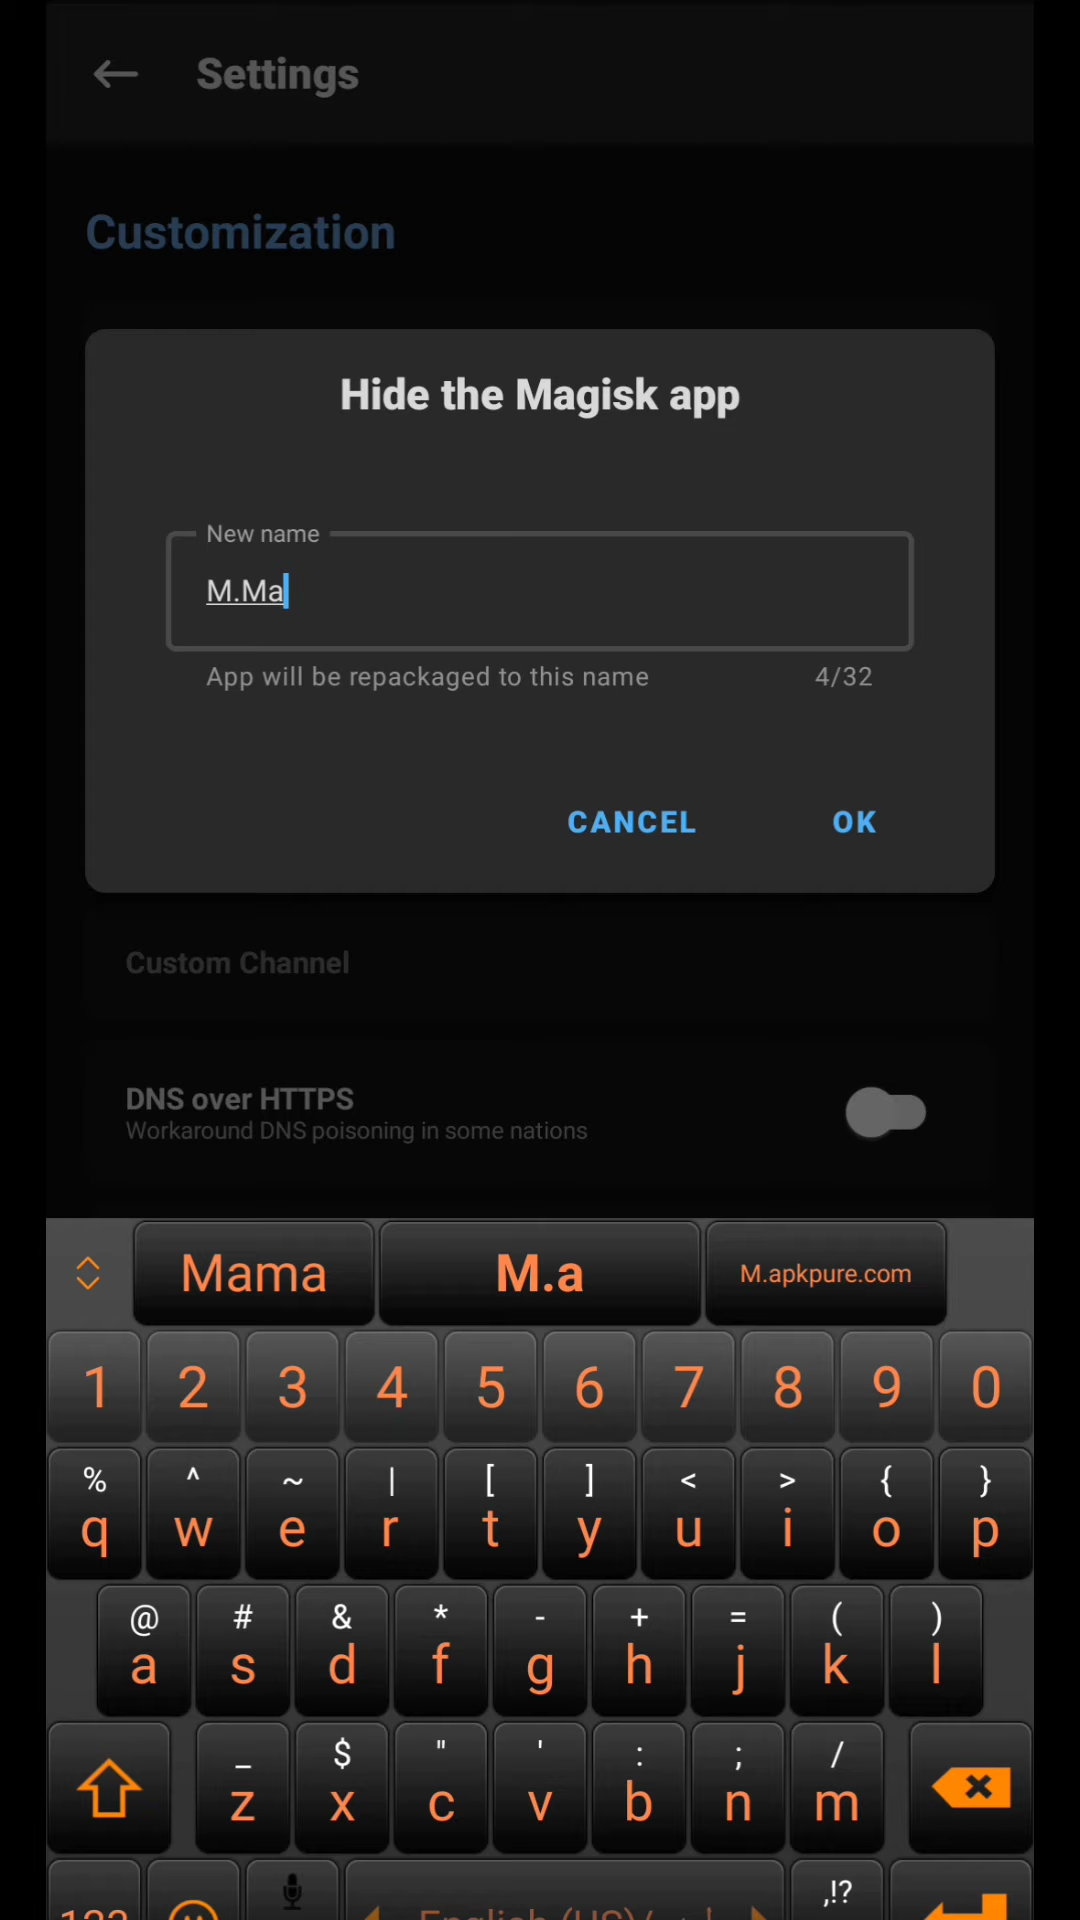 Settings
Customization
Hide the Magisk app
New name
M.Ma
App will be repackaged to this name 4/32
CANCEL OK
Custom Channel
DNS over HTTPS
Workaround DNS poisoning in some nations
Mama M.a M.apkpure.com
1 2 3 4 5 6 7 8 9 0
% ^ ~ | [ ] < > { }
q w e r t y u i o p
@ # & * - + = ( )
a s d f g h j k l
_ $ " ' : ; /
z x c v b n m
,!?
123 English (US)/